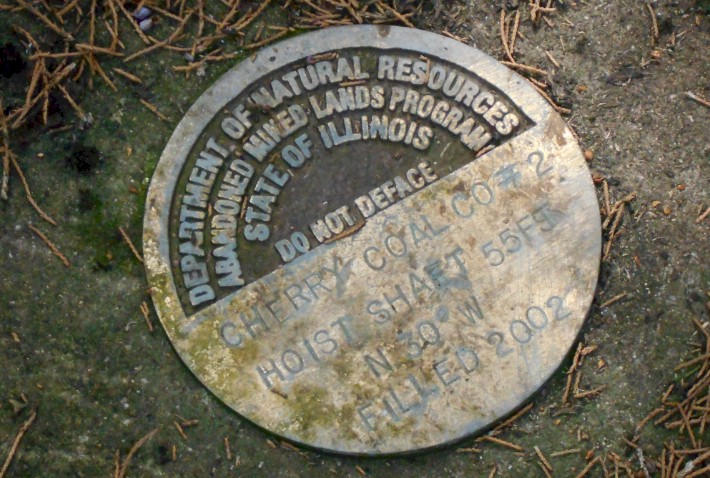 DEPARTMENT OF NATURAL RESOURCES
ABANDONED MINED LANDS PROGRAM
STATE OF ILLINOIS
DO NOT DEFACE
CHERRY COAL CO # 2
HOIST SHAFT 55FT
N 30° W
FILLED 2002